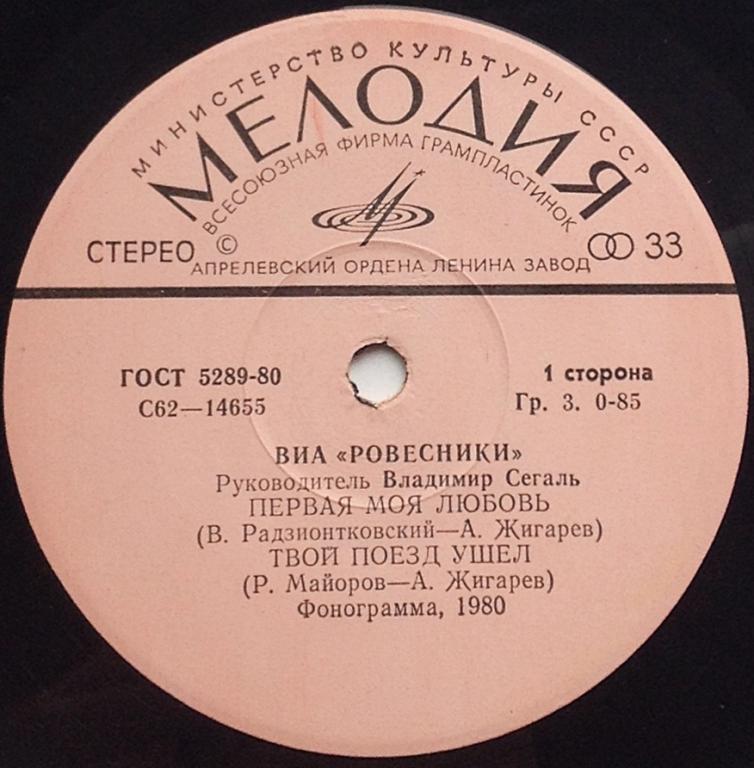 МИНИСТЕРСТВО КУЛЬТУРЫ СССР
МЕЛОДИЯ
ВСЕСОЮЗНАЯ ФИРМА ГРАМПЛАСТИНОК
СТЕРЕО © 33
АПРЕЛЕВСКИЙ ОРДЕНА ЛЕНИНА ЗАВОД
ГОСТ 5289-80 1 сторона
С62—14655 Гр. 3. 0-85
ВИА «РОВЕСНИКИ»
Руководитель Владимир Сегаль
ПЕРВАЯ МОЯ ЛЮБОВЬ
(В. Радзионтковский—А. Жигарев)
ТВОЙ ПОЕЗД УШЕЛ
(Р. Майоров—А. Жигарев)
Фонограмма, 1980